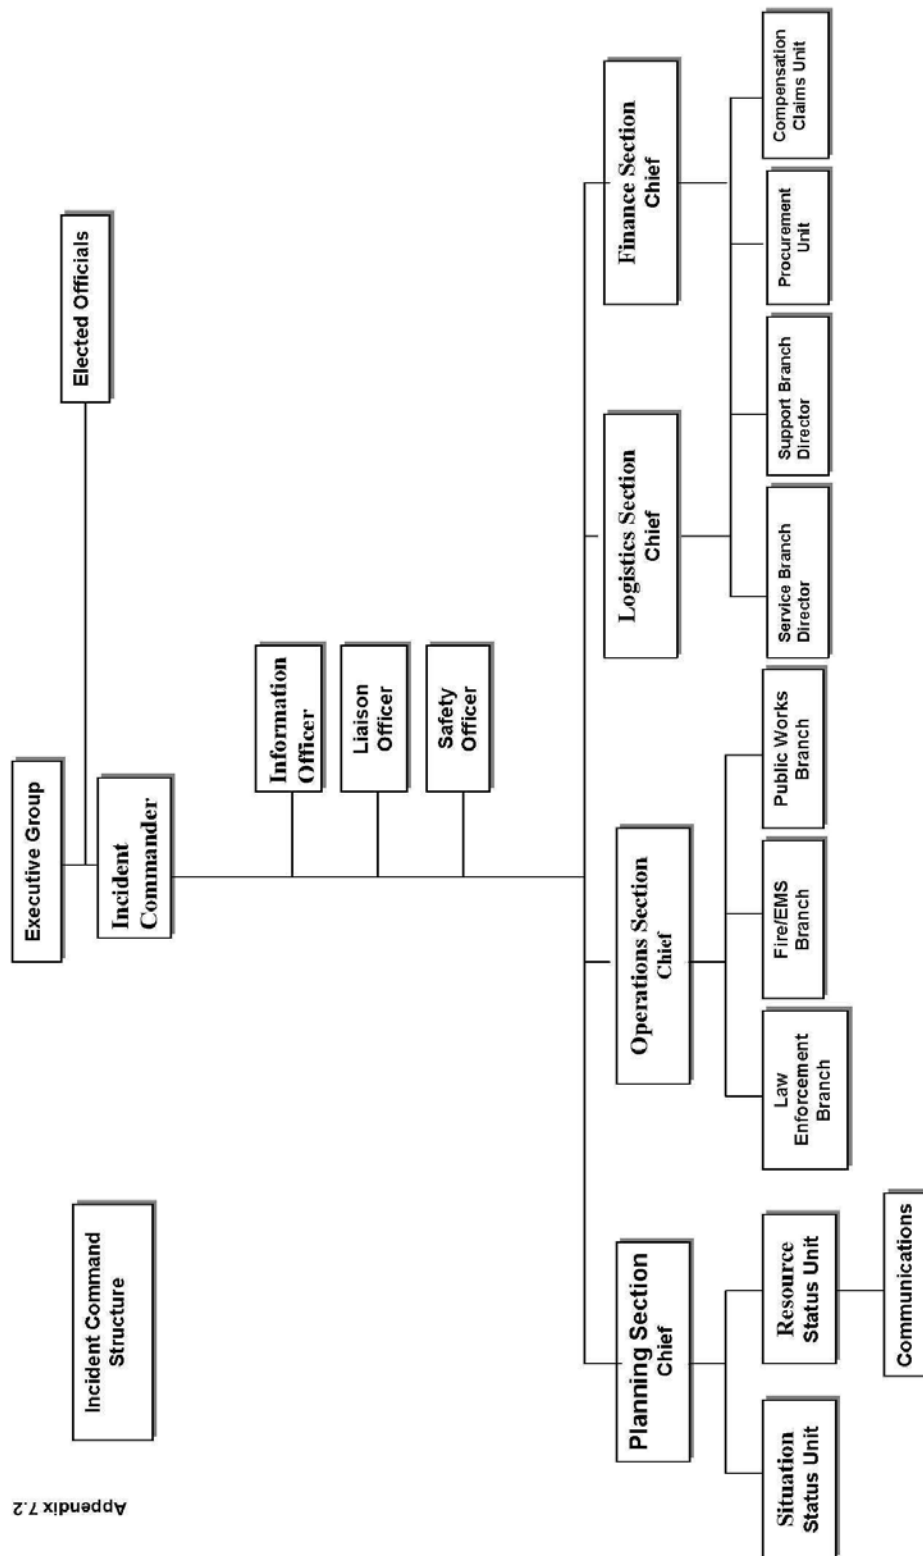 Appendix 7.2
Incident Command
Structure
Executive Group
Elected Officials
Incident
Commander
Information
Officer
Liaison
Officer
Safety
Officer
Planning Section
Chief
Operations Section
Chief
Logistics Section
Chief
Finance Section
Chief
Situation
Status Unit
Resource
Status Unit
Law
Enforcement
Branch
Fire/EMS
Branch
Public Works
Branch
Service Branch
Director
Support Branch
Director
Procurement
Unit
Compensation
Claims Unit
Communications